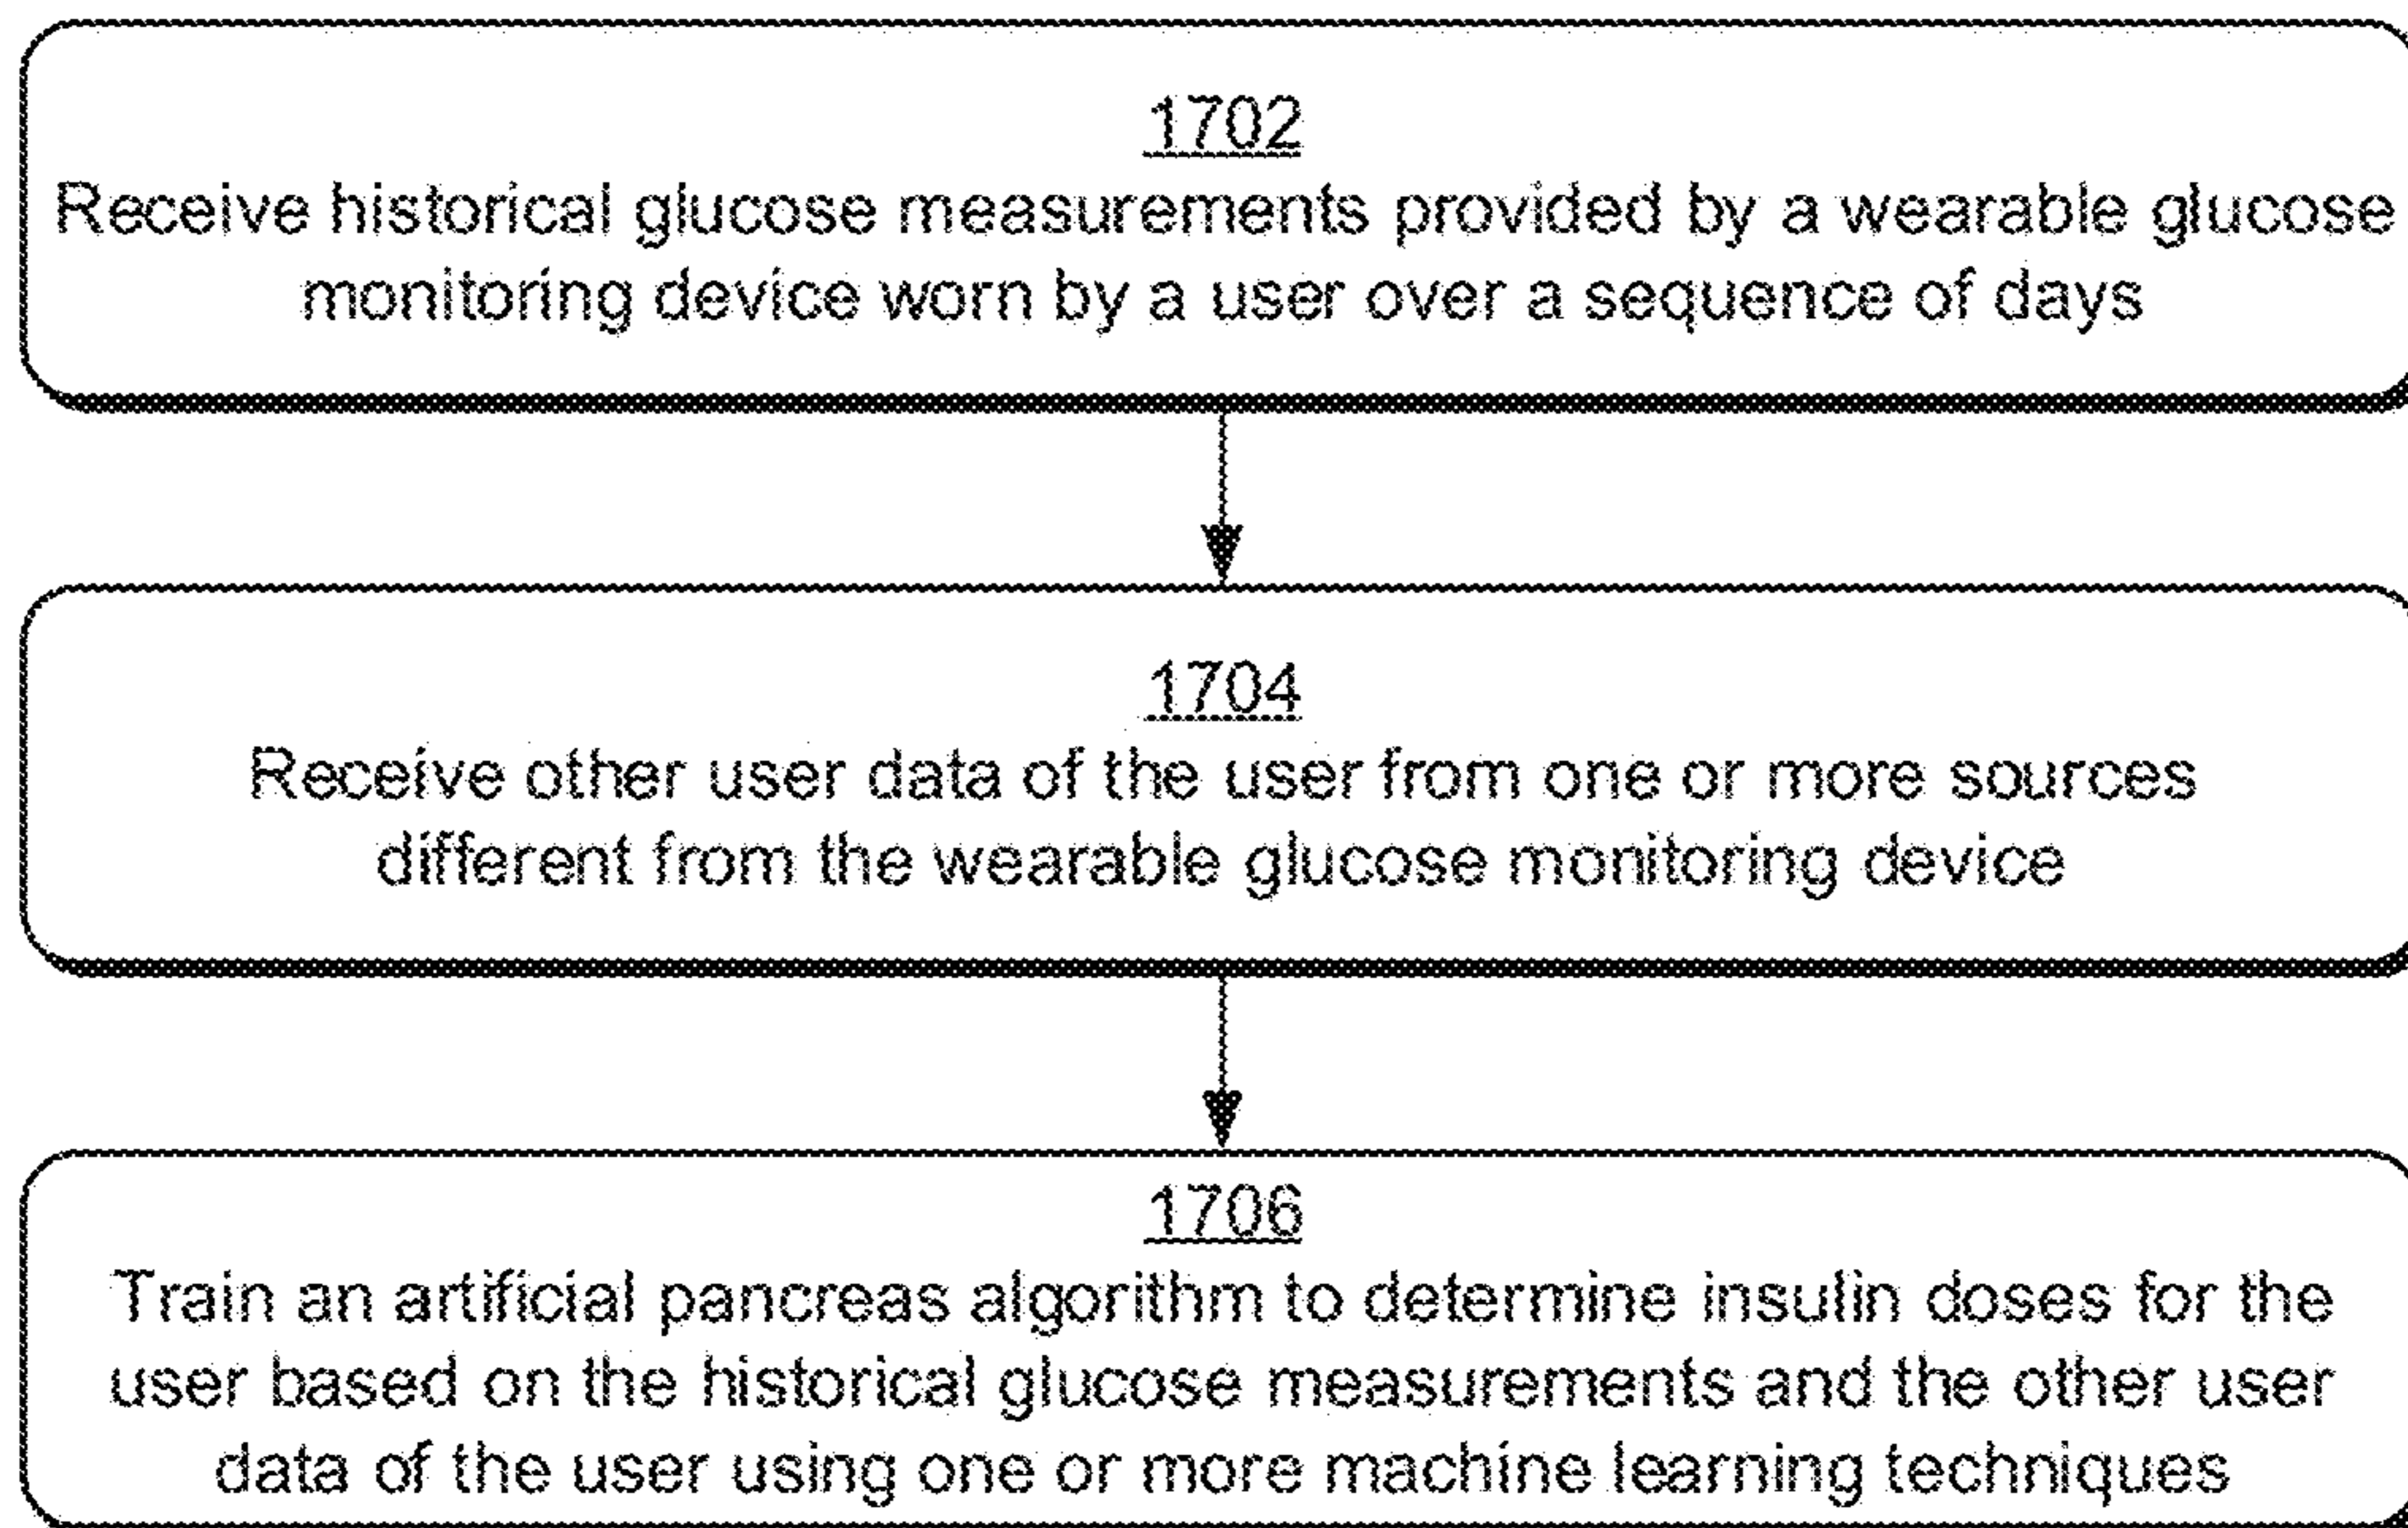 1702
Receive historical glucose measurements provided by a wearable glucose
monitoring device worn by a user over a sequence of days
1704
Receive other user data of the user from one or more sources
different from the wearable glucose monitoring device
1706
Train an artificial pancreas algorithm to determine insulin doses for the
user based on the historical glucose measurements and the other user
data of the user using one or more machine learning techniques